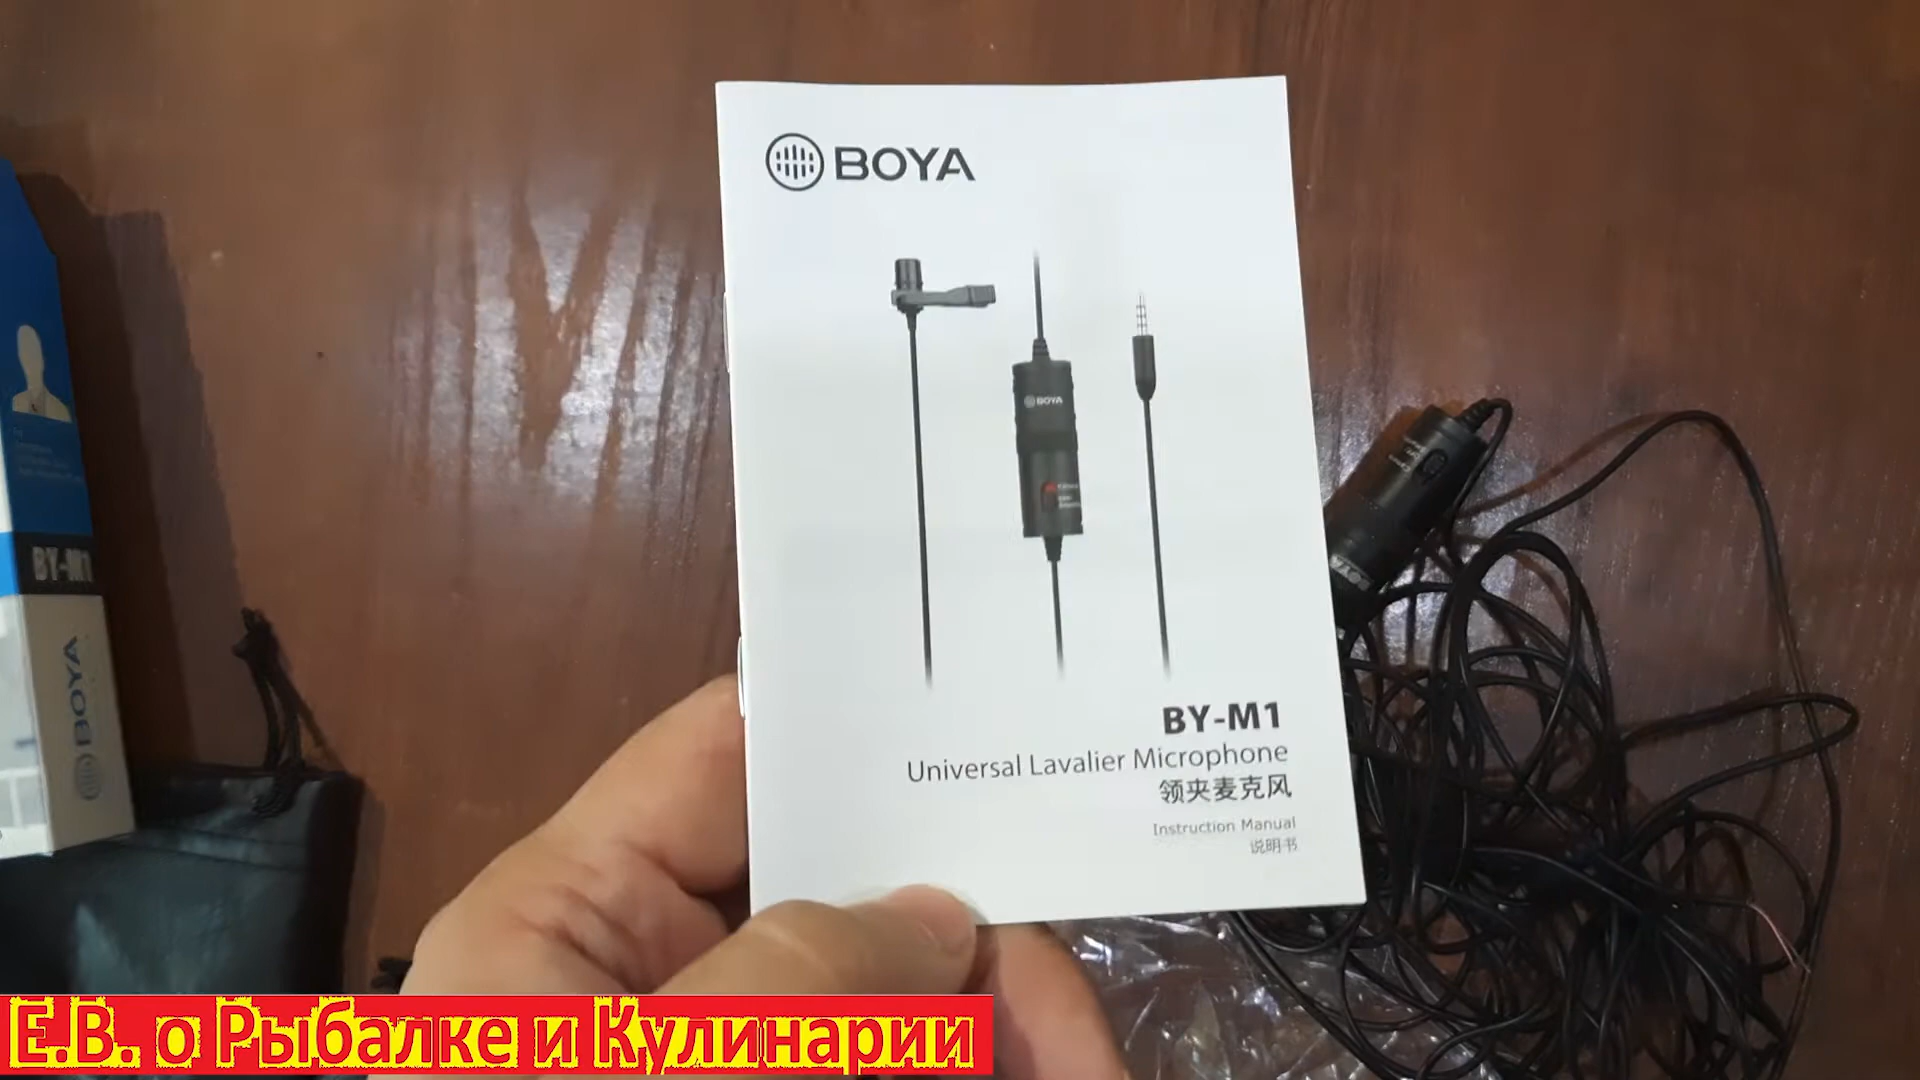 BOYA
BOYA
BY-M1
Universal Lavalier Microphone
领夹麦克风
Instruction Manual
说明书
BY-M1
BOYA
BOYA
Е.В. о Рыбалке и Кулинарии